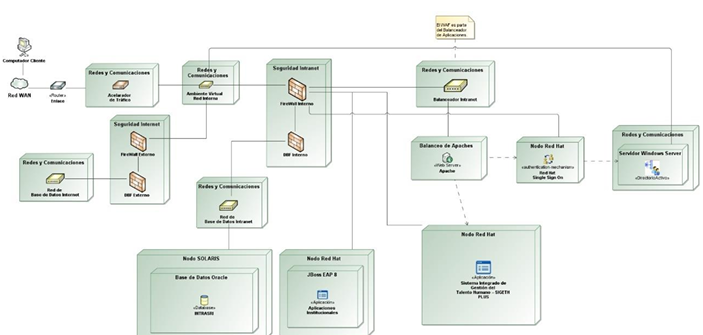 El WAF es parte
del Balanceador
de Aplicaciones
Computador Cliente
Red WAN
«Router»
Enlace
Redes y Comunicaciones
Acelerador
de Tráfico
Redes y
Comunicaciones
Ambiente Virtual
Red Interna
Seguridad Intranet
FireWall Interno
DBF Interno
Redes y Comunicaciones
Balanceador Intranet
Seguridad Internet
FireWall Externo
DBF Externo
Redes y Comunicaciones
Red de
Base de Datos Internet
Redes y Comunicaciones
Red de
Base de Datos Intranet
Balanceo de Apaches
«Web Server»
Apache
Nodo Red Hat
«authentication-mechanism»
Red Hat
Single Sign On
Redes y Comunicaciones
Servidor Windows Server
«DirectorioActivo»
Nodo SOLARIS
Base de Datos Oracle
«Database»
Nodo Red Hat
JBoss EAP 8
«Aplicación»
Aplicaciones
Institucionales
Nodo Red Hat
«Aplicación»
Sistema Integrado de
Gestión del
Talento Humano - SIGETH
PLUS